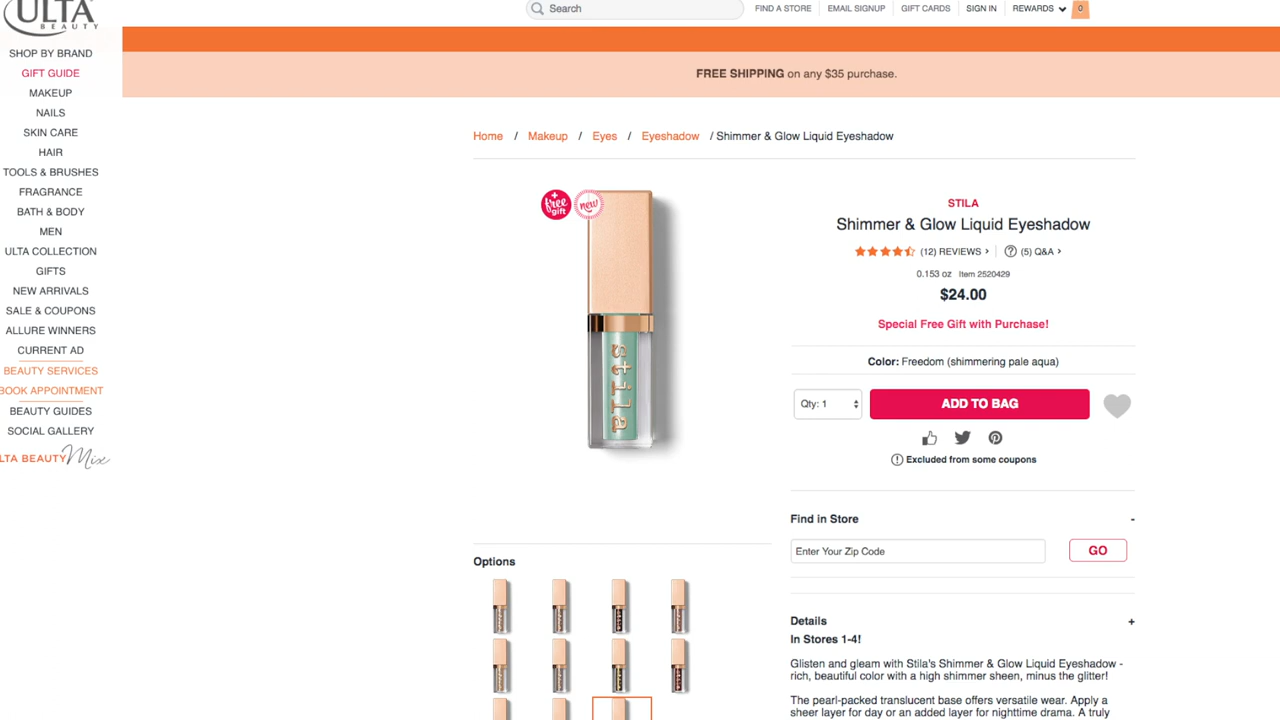 ULTA
BEAUTY
Search
FIND A STORE
EMAIL SIGNUP
GIFT CARDS
SIGN IN
REWARDS
0
SHOP BY BRAND
GIFT GUIDE
MAKEUP
NAILS
SKIN CARE
HAIR
TOOLS & BRUSHES
FRAGRANCE
BATH & BODY
MEN
ULTA COLLECTION
GIFTS
NEW ARRIVALS
SALE & COUPONS
ALLURE WINNERS
CURRENT AD
BEAUTY SERVICES
BOOK APPOINTMENT
BEAUTY GUIDES
SOCIAL GALLERY
LTA BEAUTY Mix
FREE SHIPPING on any $35 purchase.
Home / Makeup / Eyes / Eyeshadow / Shimmer & Glow Liquid Eyeshadow
+ free gift
new
stila
Options
STILA
Shimmer & Glow Liquid Eyeshadow
(12) REVIEWS › ? (5) Q&A ›
0.153 oz Item 2520429
$24.00
Special Free Gift with Purchase!
Color: Freedom (shimmering pale aqua)
Qty: 1
ADD TO BAG
! Excluded from some coupons
Find in Store -
Enter Your Zip Code
GO
Details +
In Stores 1-4!
Glisten and gleam with Stila's Shimmer & Glow Liquid Eyeshadow -
rich, beautiful color with a high shimmer sheen, minus the glitter!
The pearl-packed translucent base offers versatile wear. Apply a
sheer layer for day or an added layer for nighttime drama. A truly